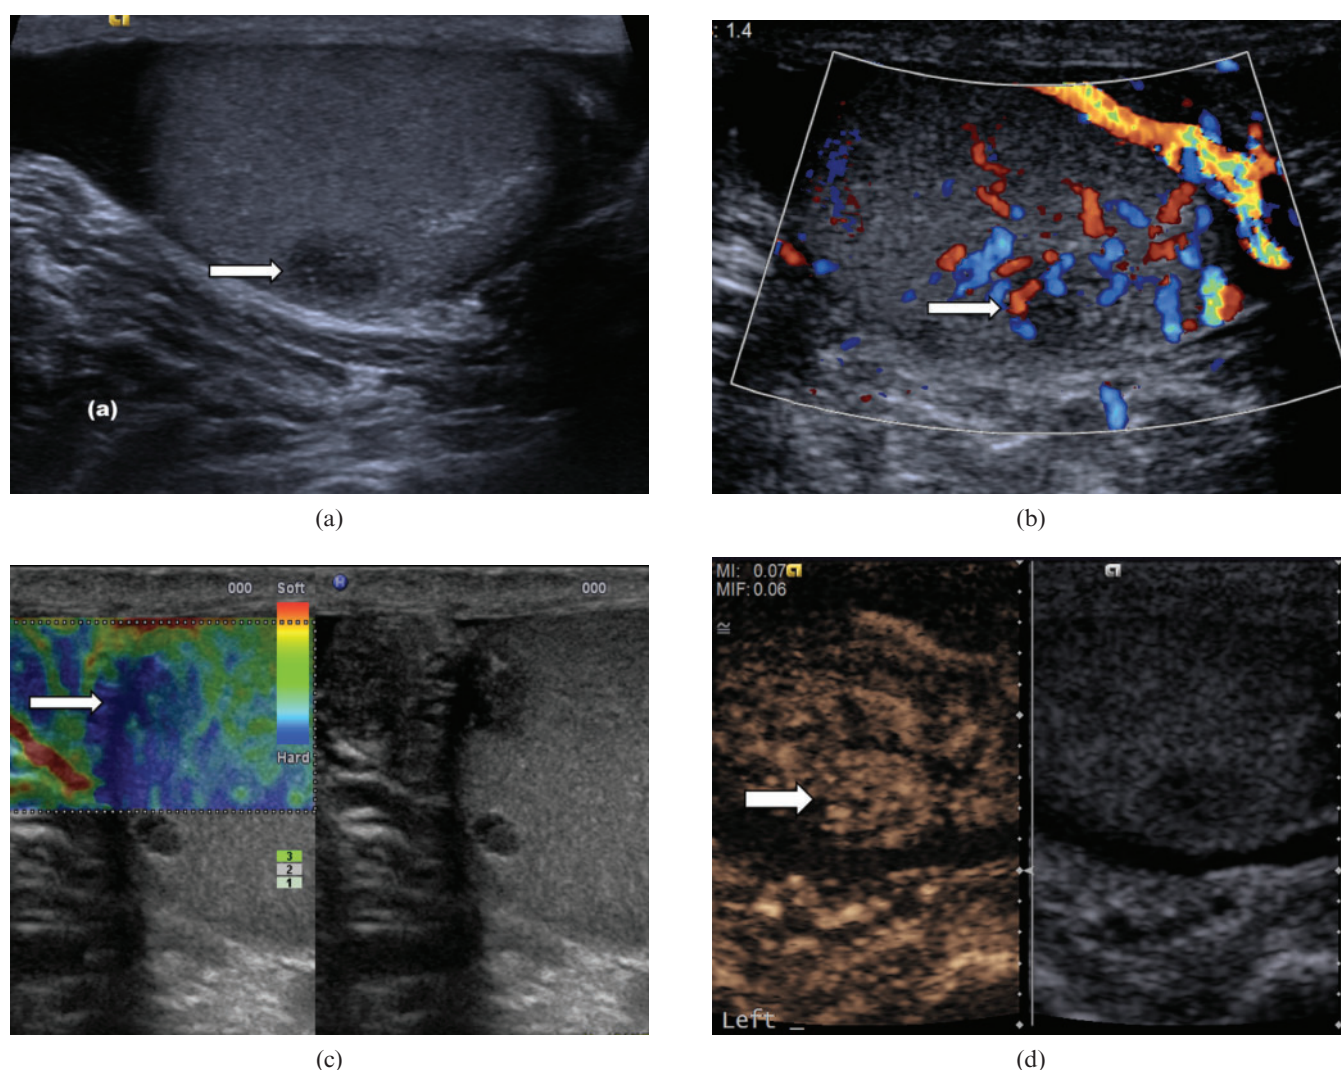 : 1.4
(a)
(a)
(b)
000
Soft
H
000
Hard
3
2
1
MI: 0.07
MIF: 0.06
Left _
(c)
(d)